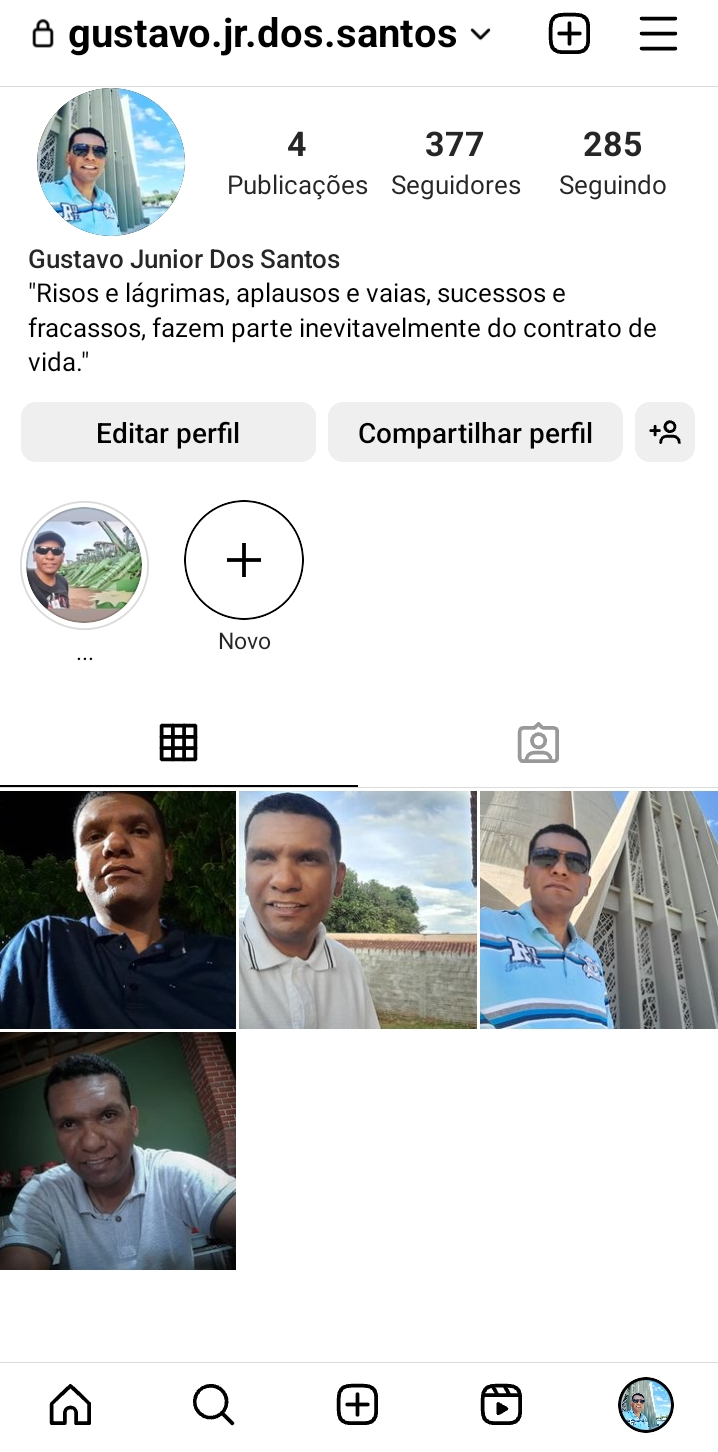 gustavo.jr.dos.santos
4 377 285
Publicações Seguidores Seguindo
Gustavo Junior Dos Santos
"Risos e lágrimas, aplausos e vaias, sucessos e
fracassos, fazem parte inevitavelmente do contrato de
vida."
Editar perfil Compartilhar perfil
... Novo